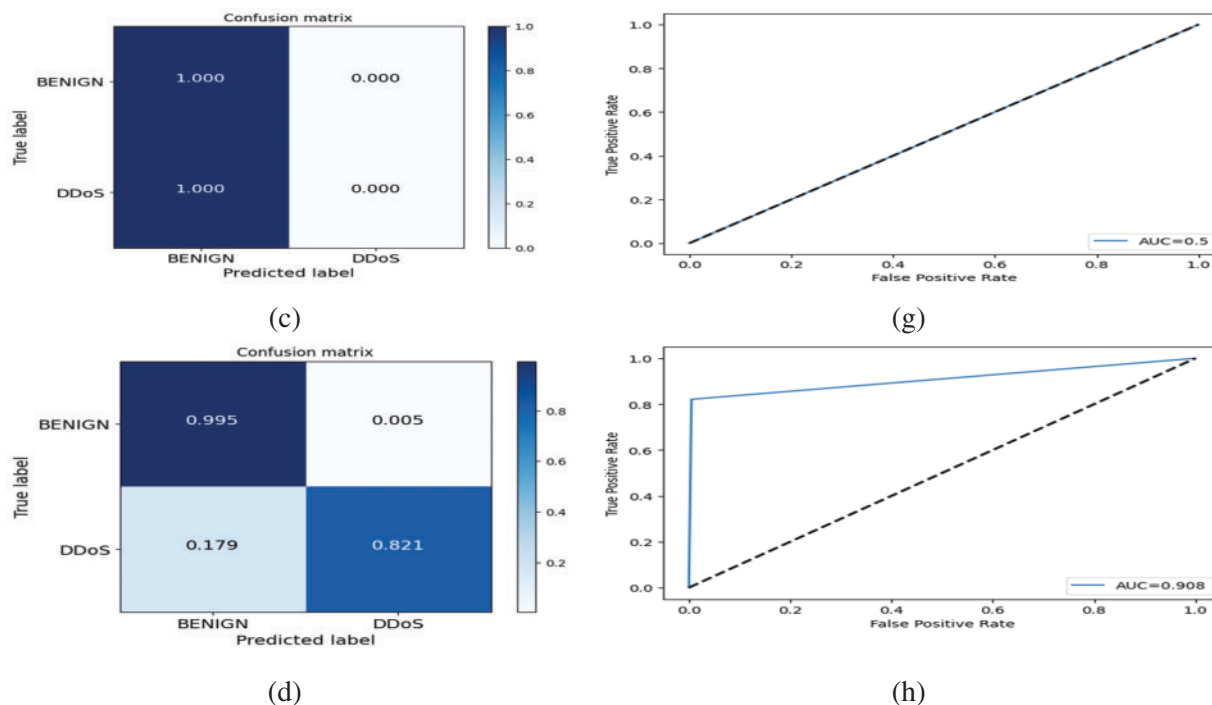 Confusion matrix
1.0
BENIGN
1.000
0.000
0.8
0.6
True label
0.4
DDoS
1.000
0.000
0.2
0.0
BENIGN
DDoS
Predicted label
(c)
1.0
0.8
0.6
0.4
0.2
0.0
True Positive Rate
AUC=0.5
0.0
0.2
0.4
0.6
0.8
1.0
False Positive Rate
(g)
Confusion matrix
BENIGN
0.995
0.005
0.8
0.6
True label
0.4
DDoS
0.179
0.821
0.2
BENIGN
DDoS
Predicted label
(d)
1.0
0.8
0.6
0.4
0.2
0.0
True Positive Rate
AUC=0.908
0.0
0.2
0.4
0.6
0.8
1.0
False Positive Rate
(h)